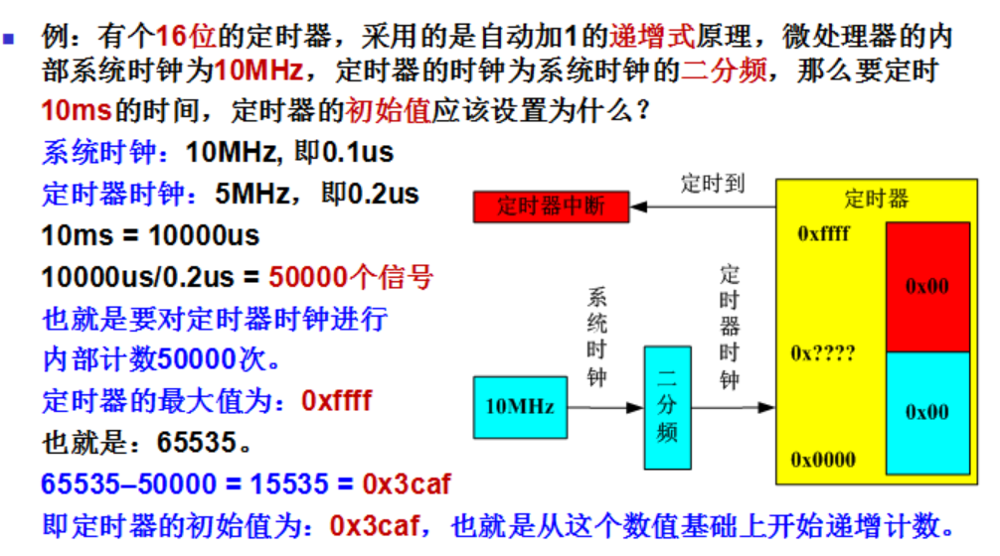 例：有个16位的定时器，采用的是自动加1的递增式原理，微处理器的内
部系统时钟为10MHz，定时器的时钟为系统时钟的二分频，那么要定时
10ms的时间，定时器的初始值应该设置为什么？
系统时钟：10MHz, 即0.1us
定时器时钟：5MHz，即0.2us
10ms = 10000us
10000us/0.2us = 50000个信号
也就是要对定时器时钟进行
内部计数50000次。
定时器的最大值为：0xffff
也就是：65535。
65535–50000 = 15535 = 0x3caf
即定时器的初始值为：0x3caf，也就是从这个数值基础上开始递增计数。
定时器中断
定时到
定时器
0xffff
0x00
0x????
0x00
0x0000
10MHz
系统时钟
二分频
定时器时钟